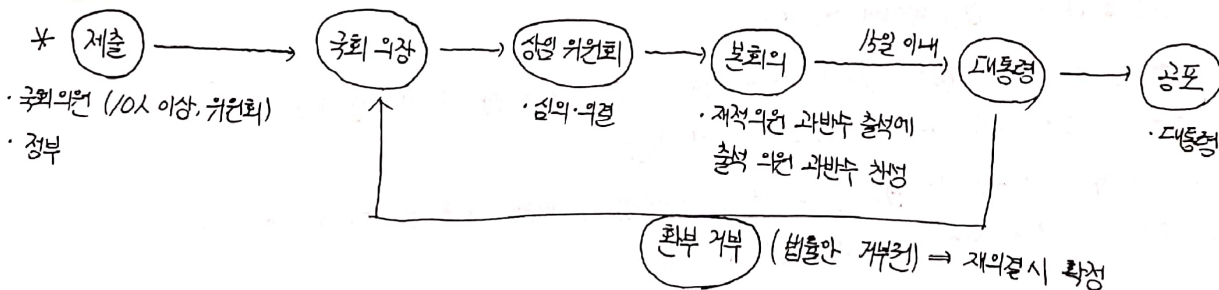 * 제출 → 국회 의장 → 상임 위원회 → 본회의 → 15일 이내 대통령 → 공포
· 국회의원 (10人 이상, 위원회)
· 정부
· 심의·의결
· 재적의원 과반수 출석에
출석 의원 과반수 찬성
· 대통령
환부 거부 (법률안 거부권) ⇒ 재의결시 확정